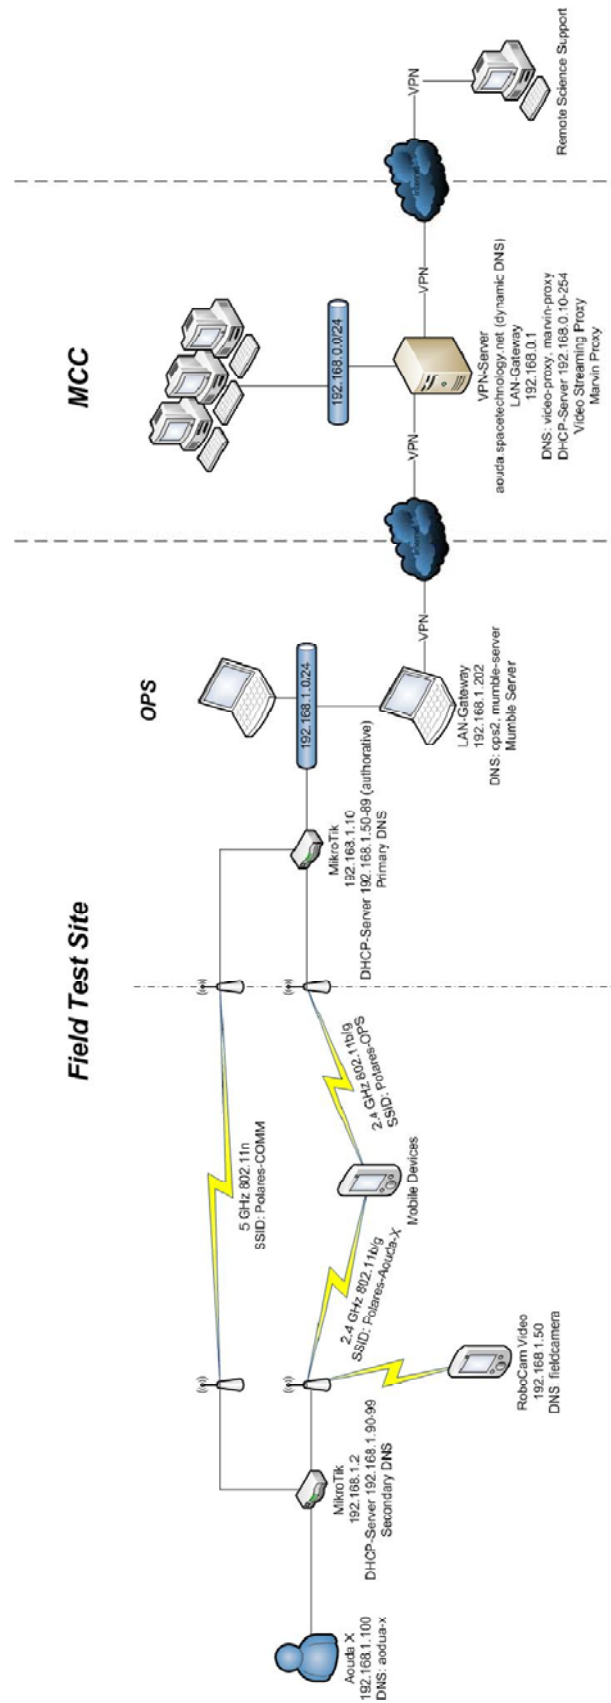 Field Test Site
OPS
MCC
5 GHz 802.11n
SSID: Polares-COMM
2.4 GHz 802.11b/g
SSID: Polares-Aouda-X
2.4 GHz 802.11b/g
SSID: Polares-OPS
Mobile Devices
Aouda X
192.168.1.100
DNS: aodua-x
MikroTik
192.168.1.2
DHCP-Server 192.168.1.90-99
Secondary DNS
RoboCam Video
192.168.1.50
DNS fieldcamera
MikroTik
192.168.1.10
DHCP-Server 192.168.1.50-89 (authorative)
Primary DNS
192.168.1.0/24
LAN-Gateway
192.168.1.202
DNS: ops2, mumble-server
Mumble Server
VPN
VPN
192.168.0.0/24
VPN-Server
aouda.spacetechnology.net (dynamic DNS)
LAN-Gateway
192.168.0.1
DNS: video-proxy, marvin-proxy
DHCP-Server 192.168.0.10-254
Video Streaming Proxy
Marvin Proxy
VPN
VPN
Remote Science Support